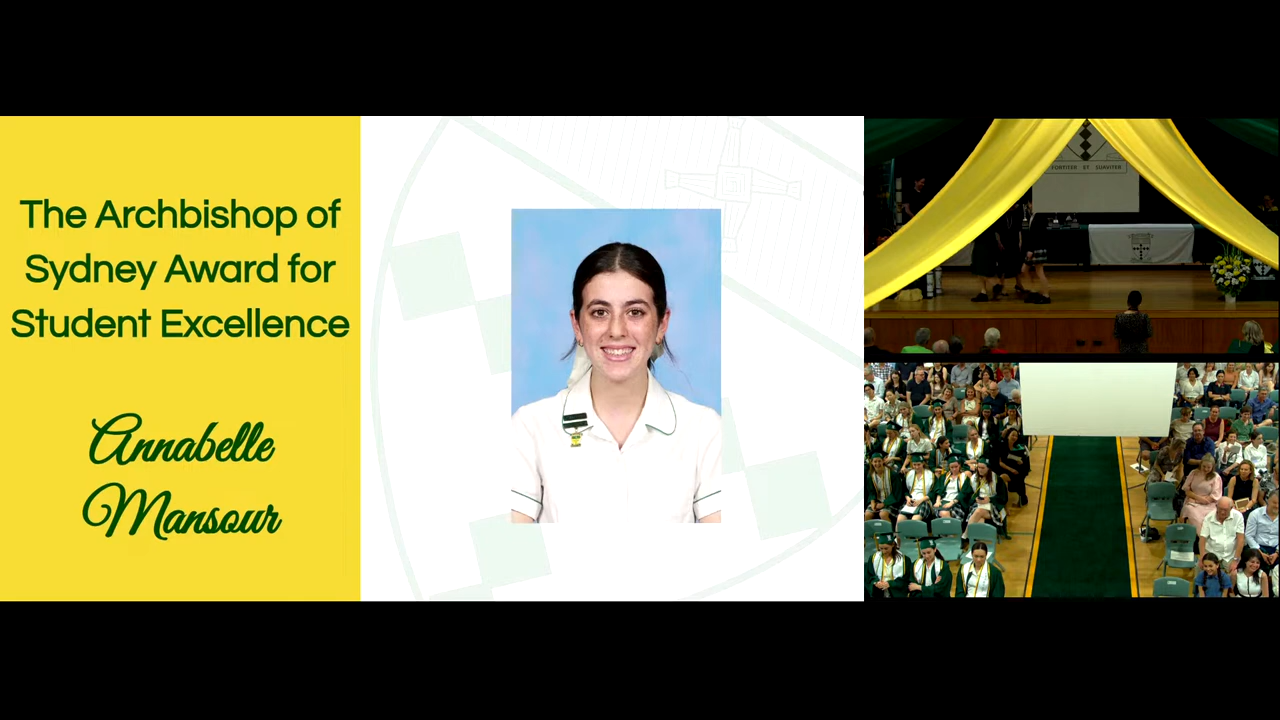 The Archbishop of
Sydney Award for
Student Excellence
Annabelle
Mansour
FORTITER ET SUAVITER